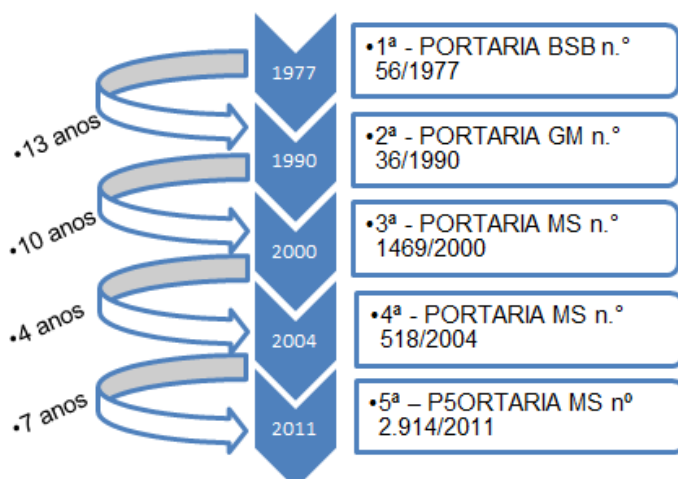 1977
•1ª - PORTARIA BSB n.°
56/1977
•13 anos
1990
•2ª - PORTARIA GM n.°
36/1990
•10 anos
2000
•3ª - PORTARIA MS n.°
1469/2000
•4 anos
2004
•4ª - PORTARIA MS n.°
518/2004
•7 anos
2011
•5ª – P5ORTARIA MS nº
2.914/2011